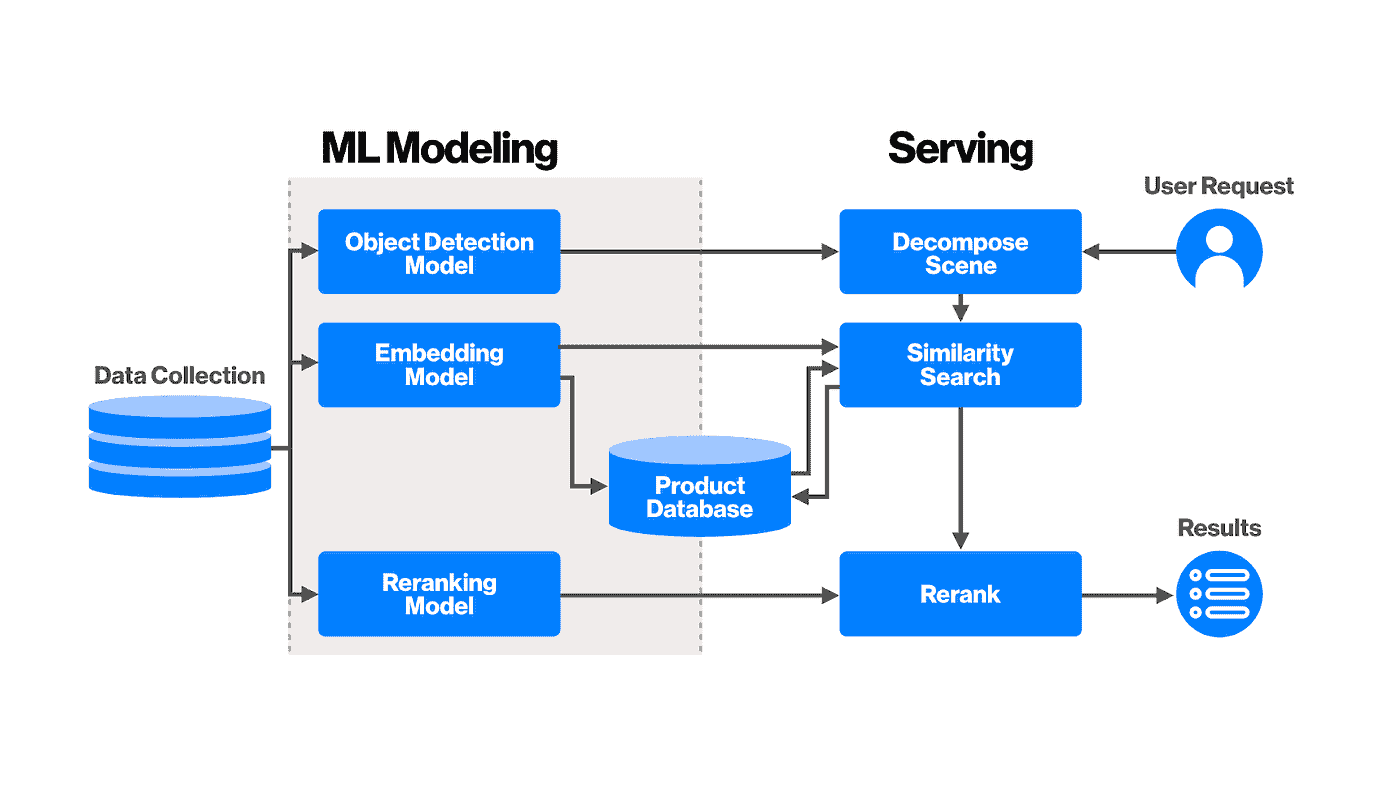 ML Modeling
Serving
User Request
Object Detection
Model
Decompose
Scene
Embedding
Model
Similarity
Search
Data Collection
Product
Database
Results
Reranking
Model
Rerank